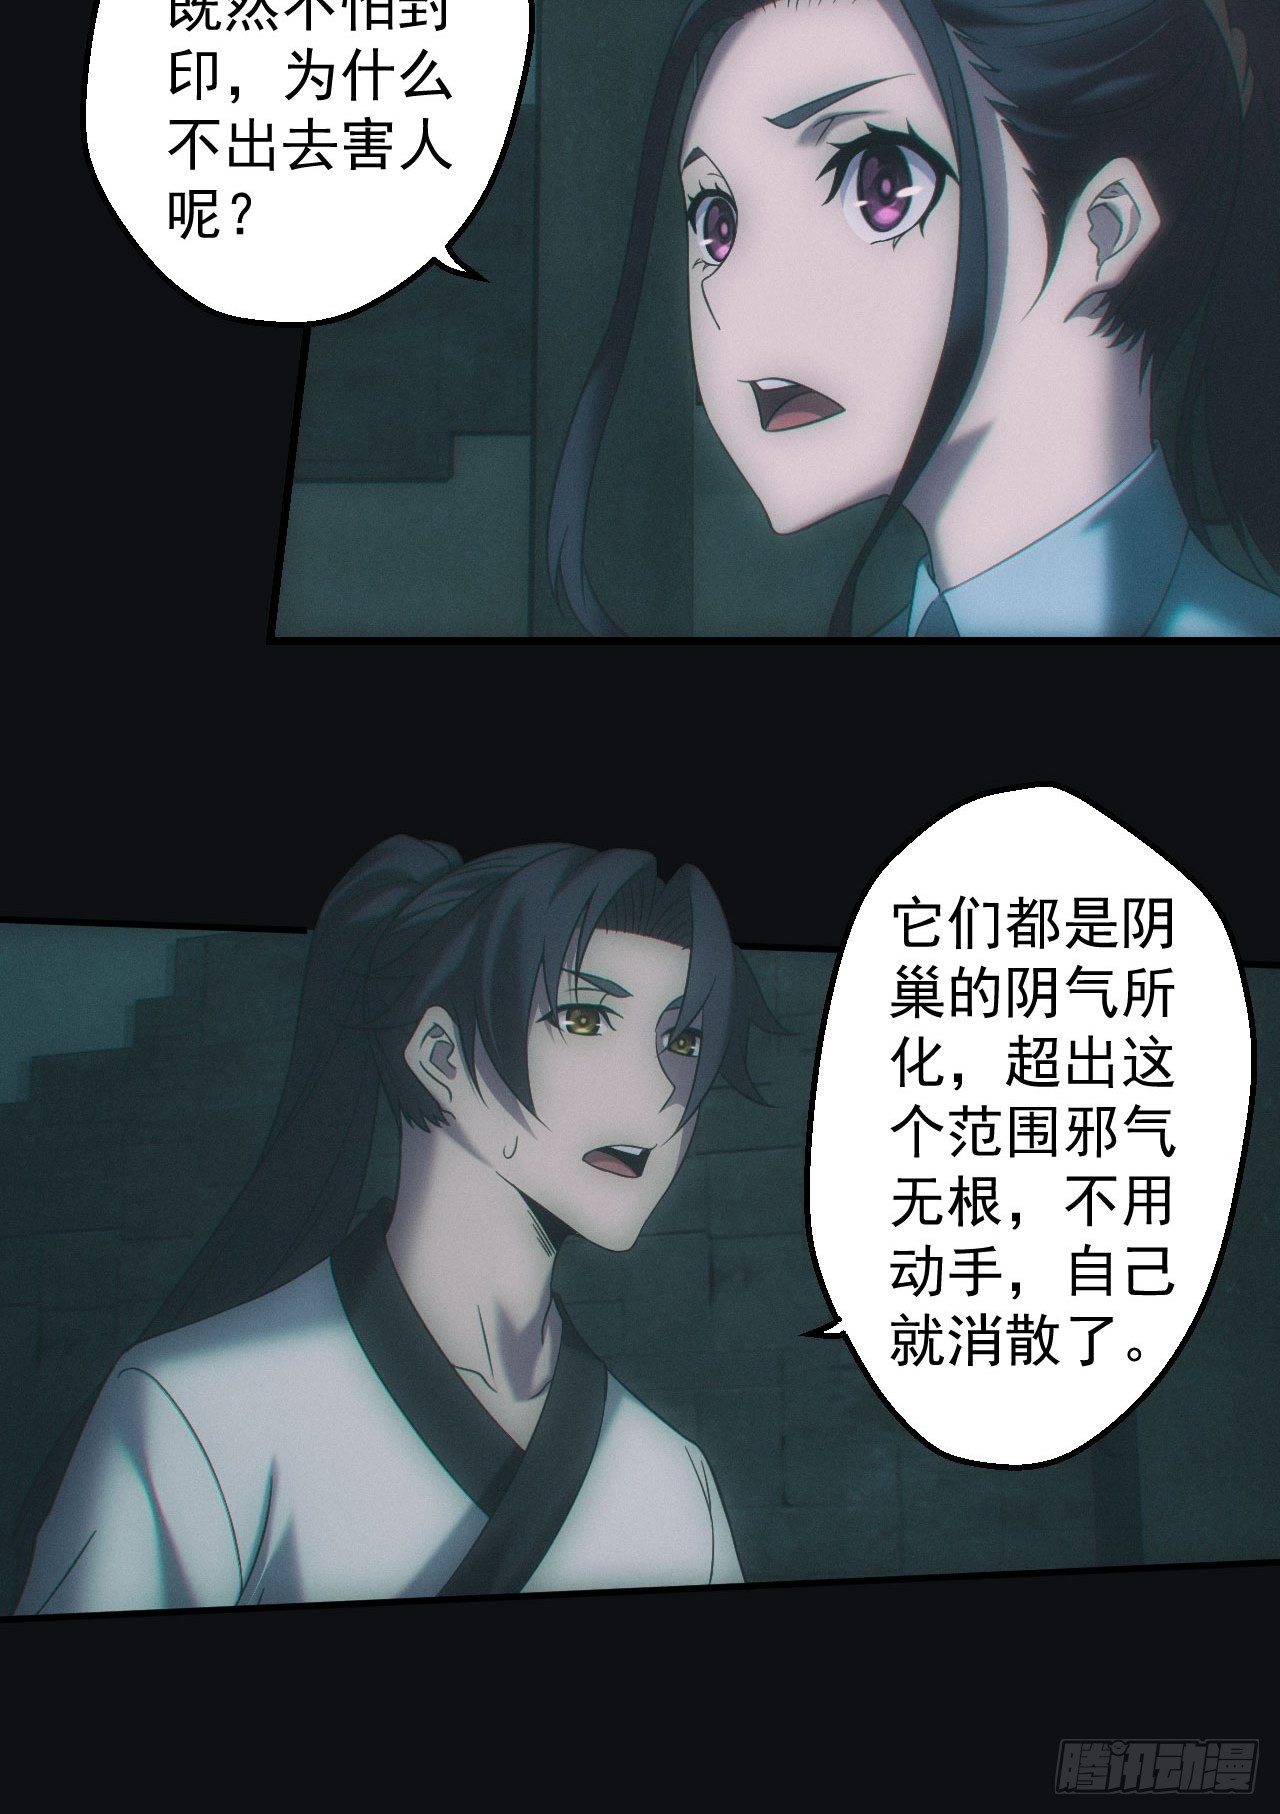 既然不怕封
印，为什么
不出去害人
呢？
它们都是阴
巢的阴气所
化，超出这
个范围邪气
无根，不用
动手，自己
就消散了。
腾讯动漫